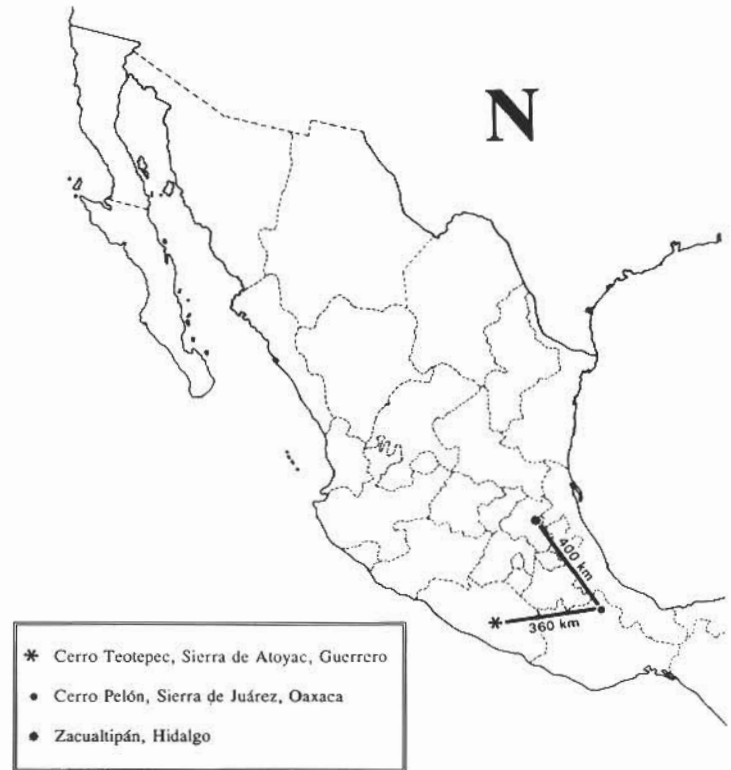 N
400 km
360 km
* Cerro Teotepec, Sierra de Atoyac, Guerrero
• Cerro Pelón, Sierra de Juárez, Oaxaca
• Zacualtipán, Hidalgo